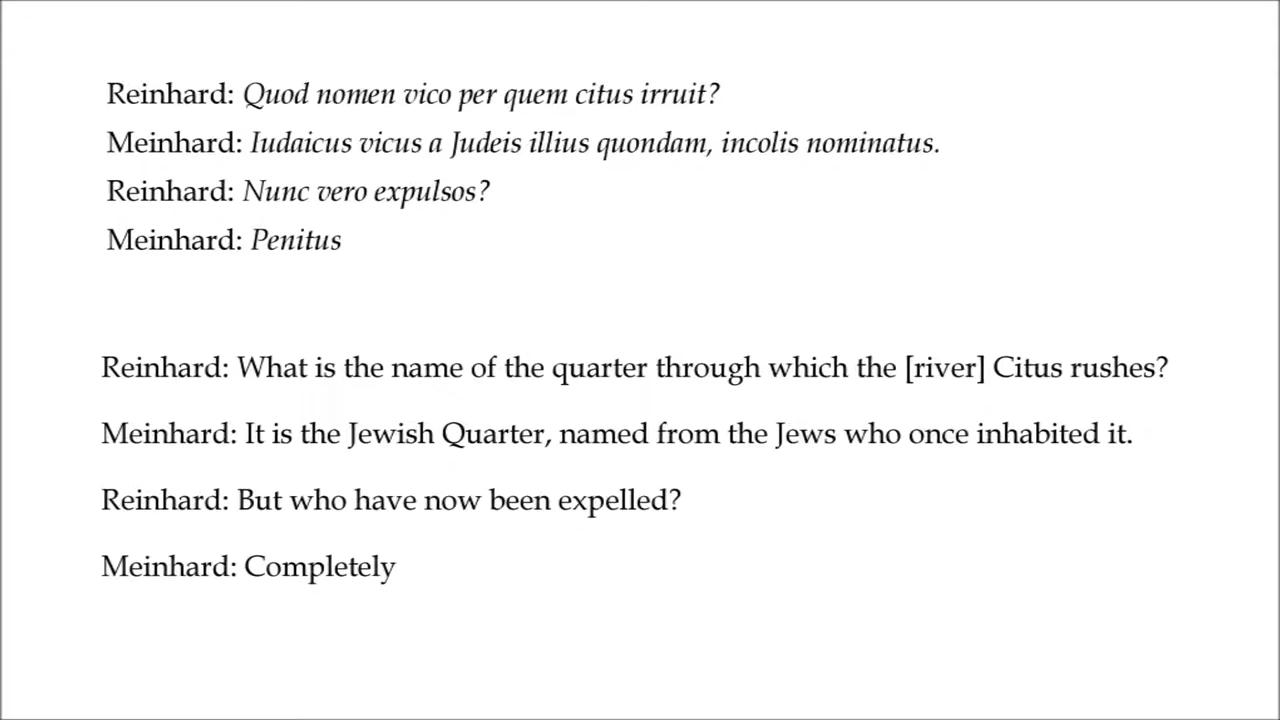 Reinhard: Quod nomen vico per quem citus irruit?
Meinhard: Iudaicus vicus a Judeis illius quondam, incolis nominatus.
Reinhard: Nunc vero expulsos?
Meinhard: Penitus
Reinhard: What is the name of the quarter through which the [river] Citus rushes?
Meinhard: It is the Jewish Quarter, named from the Jews who once inhabited it.
Reinhard: But who have now been expelled?
Meinhard: Completely